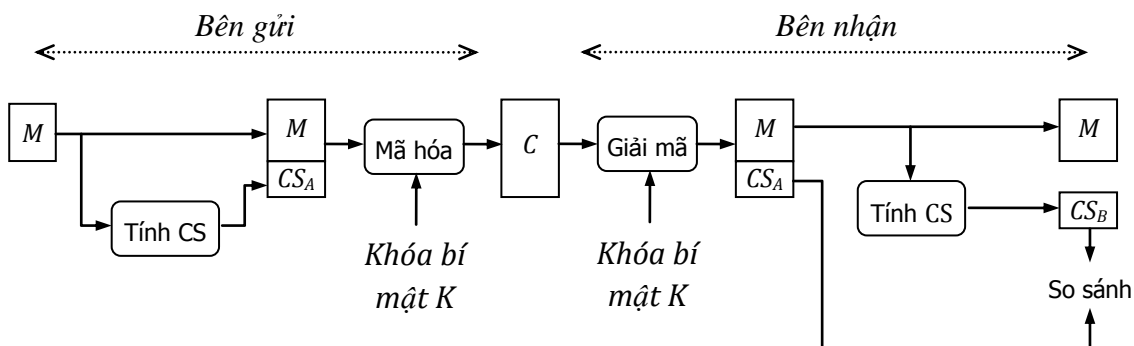 Bên gửi
Bên nhận
M
M
CS_A
Tính CS
Mã hóa
Khóa bí
mật K
C
Giải mã
Khóa bí
mật K
M
CS_A
Tính CS
M
CS_B
So sánh